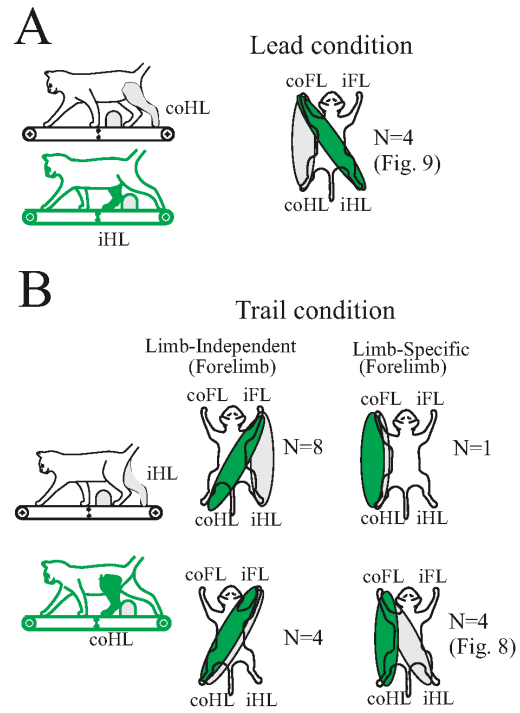 A
Lead condition
coHL
iHL
coFL iFL
N=4
(Fig. 9)
coHL iHL
B
Trail condition
Limb-Independent
(Forelimb)
Limb-Specific
(Forelimb)
coFL iFL
coFL iFL
iHL
N=8
N=1
coHL iHL
coHL iHL
coHL
coFL iFL
coFL iFL
N=4
N=4
(Fig. 8)
coHL iHL
coHL iHL